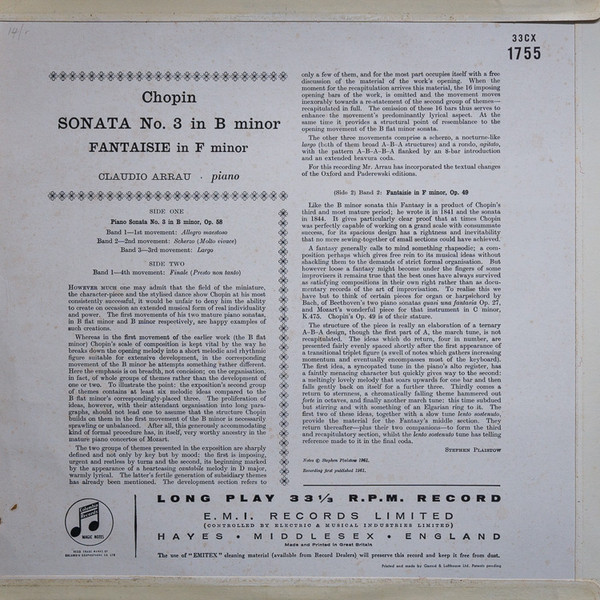 14/-
33CX
1755
Chopin
SONATA No. 3 in B minor
FANTAISIE in F minor
CLAUDIO ARRAU · piano
SIDE ONE
Piano Sonata No. 3 in B minor, Op. 58
Band 1—1st movement: Allegro maestoso
Band 2—2nd movement: Scherzo (Molto vivace)
Band 3—3rd movement: Largo
SIDE TWO
Band 1—4th movement: Finale (Presto non tanto)
HOWEVER MUCH one may admit that the field of the miniature,
the character-piece and the stylised dance show Chopin at his most
consistently successful, it would be unfair to deny him the ability
to create on occasion an extended musical form of real individuality
and power. The first movements of his two mature piano sonatas,
in B flat minor and B minor respectively, are happy examples of
such creations.
Whereas in the first movement of the earlier work (the B flat
minor) Chopin's scale of composition is kept vital by the way he
breaks down the opening melody into a short melodic and rhythmic
figure suitable for extensive development, in the corresponding
movement of the B minor he attempts something rather different.
Here the emphasis is on breadth, not concision; on the organisation,
in fact, of whole groups of themes rather than the development of
one or two. To illustrate the point: the exposition's second group
of themes contains at least six melodic ideas compared to the
B flat minor's correspondingly-placed three. The proliferation of
ideas, however, with their attendant organisation into long para-
graphs, should not lead one to assume that the structure Chopin
builds on them in the first movement of the B minor is necessarily
sprawling or unbalanced. After all, this generously accommodating
kind of formal procedure has, in itself, very worthy ancestry in the
mature piano concertos of Mozart.
The two groups of themes presented in the exposition are sharply
defined and not only by key but by mood: the first is imposing,
urgent and restless by turns and the second, its beginning marked
by the appearance of a heartseasing cantabile melody in D major,
warmly lyrical. The latter's fertile generation of subsidiary themes
has already been mentioned. The development section refers to
only a few of them, and for the most part occupies itself with a free
discussion of the material of the work's opening. When the
moment for the recapitulation arrives this material, the 16 imposing
opening bars of the work, is omitted and the movement moves
inexorably towards a re-statement of the second group of themes—
recapitulated in full. The omission of these 16 bars thus serves to
enhance the movement's predominantly lyrical aspect. At the
same time it provides a structural point of resemblance to the
opening movement of the B flat minor sonata.
The other three movements comprise a scherzo, a nocturne-like
largo (both of them broad A–B–A structures) and a rondo, agitato,
with the pattern A–B–A–B–A flanked by an 8-bar introduction
and an extended bravura coda.
For this recording Mr. Arrau has incorporated the textual changes
of the Oxford and Paderewski editions.
(Side 2) Band 2: Fantaisie in F minor, Op. 49
Like the B minor sonata this Fantasy is a product of Chopin's
third and most mature period; he wrote it in 1841 and the sonata
in 1844. It gives particularly clear proof that at times Chopin
was perfectly capable of working on a grand scale with consummate
success, for its spacious design has a rightness and inevitability
that no mere sewing-together of small sections could have achieved.
A fantasy generally calls to mind something rhapsodic; a com-
position perhaps which gives free rein to its musical ideas without
shackling them to the demands of strict formal organisation. But
however loose a fantasy might become under the fingers of some
improvisers it remains true that the best ones have always survived
as satisfying compositions in their own right rather than as docu-
mentary records of the art of improvisation. To realise this we
have but to think of certain pieces for organ or harpsichord by
Bach, of Beethoven's two piano sonatas quasi una fantasia Op 27,
and Mozart's wonderful piece for that instrument in C minor,
K.475. Chopin's Op. 49 is of their stature.
The structure of the piece is really an elaboration of a ternary
A–B–A design, though the first part of A, the march tune, is not
recapitulated. The ideas which do return, four in number, are
presented fairly evenly spaced shortly after the first appearance of
a transitional triplet figure (a swell of notes which gathers increasing
momentum and eventually encompasses most of the keyboard).
The first idea, a syncopated tune in the piano's alto register, has
a faintly menacing character but quickly gives way to the second:
a meltingly lovely melody that soars upwards for one bar and then
falls gently back on itself for a further three. Thirdly comes a
return to sternness, a chromatically falling theme hammered out
forte in octaves, and finally another march tune: this time subdued
but stirring and with something of an Elgarian ring to it. The
first two of these ideas, together with a slow tune lento sostenuto,
provide the material for the Fantasy's middle section. They
return thereafter—plus their two companions—to form the third
and recapitulatory section, whilst the lento sostenuto tune has telling
reference made to it in the final coda.
STEPHEN PLAISTOW
Notes © Stephen Plaistow 1961.
Recording first published 1961.
LONG PLAY 33⅓ R.P.M. RECORD
E.M.I. RECORDS LIMITED
(CONTROLLED BY ELECTRIC & MUSICAL INDUSTRIES LIMITED)
HAYES • MIDDLESEX • ENGLAND
Made and Printed in Great Britain
Columbia
MAGIC NOTES
TRADE MARKS OF
COLUMBIA GRAPHOPHONE CO. LTD
The use of "EMITEX" cleaning material (available from Record Dealers) will preserve this record and keep it free from dust.
Printed and made by Garrod & Lofthouse Ltd. Patents pending